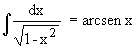 ∫ dx/√(1-x²) = arcsen x